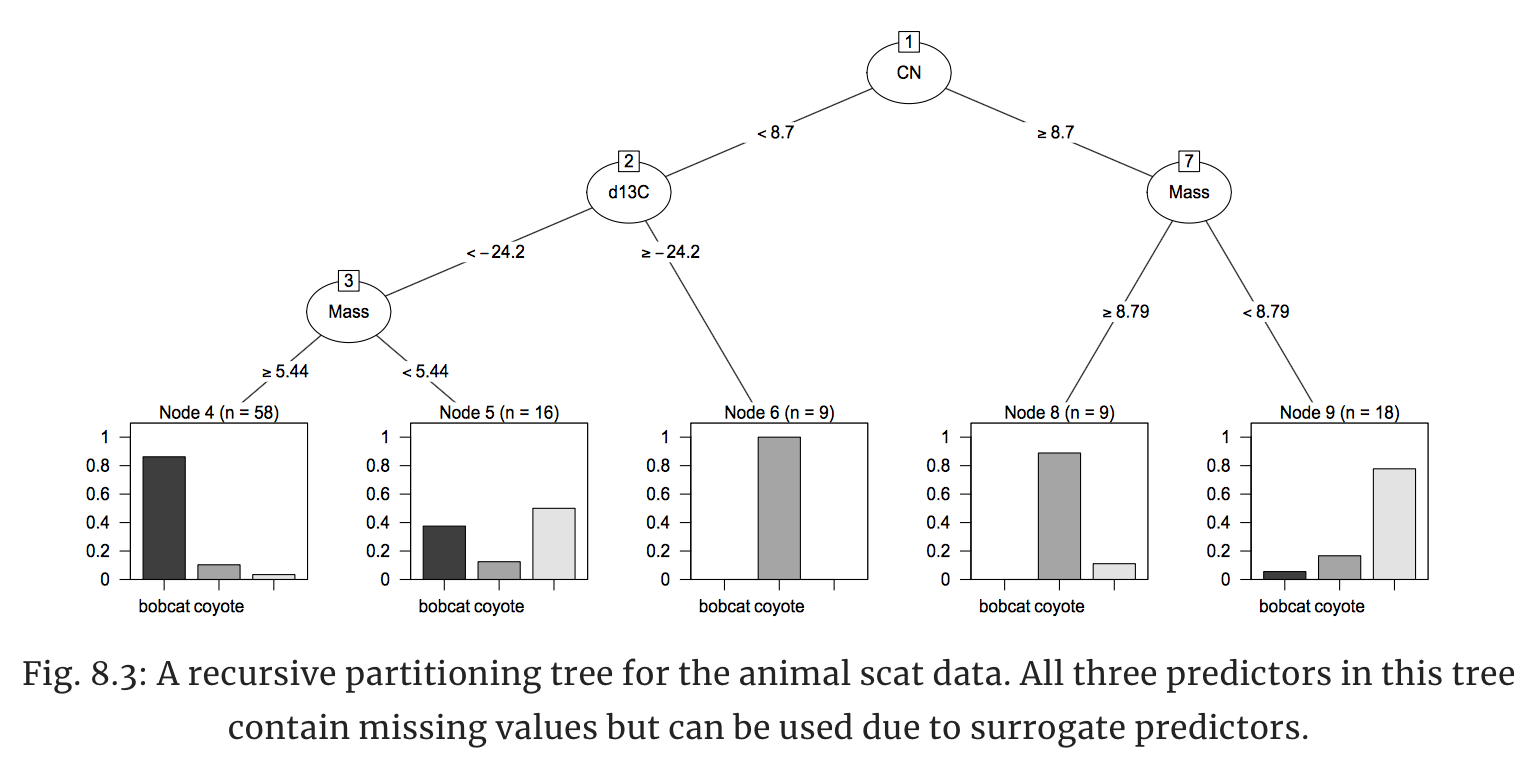 1
CN
< 8.7
≥ 8.7
2
d13C
7
Mass
< −24.2
≥ −24.2
3
Mass
≥ 8.79
< 8.79
≥ 5.44
< 5.44
Node 4 (n = 58)
Node 5 (n = 16)
Node 6 (n = 9)
Node 8 (n = 9)
Node 9 (n = 18)
1
0.8
0.6
0.4
0.2
0
1
0.8
0.6
0.4
0.2
0
1
0.8
0.6
0.4
0.2
0
1
0.8
0.6
0.4
0.2
0
1
0.8
0.6
0.4
0.2
0
bobcat coyote
bobcat coyote
bobcat coyote
bobcat coyote
bobcat coyote
Fig. 8.3: A recursive partitioning tree for the animal scat data. All three predictors in this tree
contain missing values but can be used due to surrogate predictors.